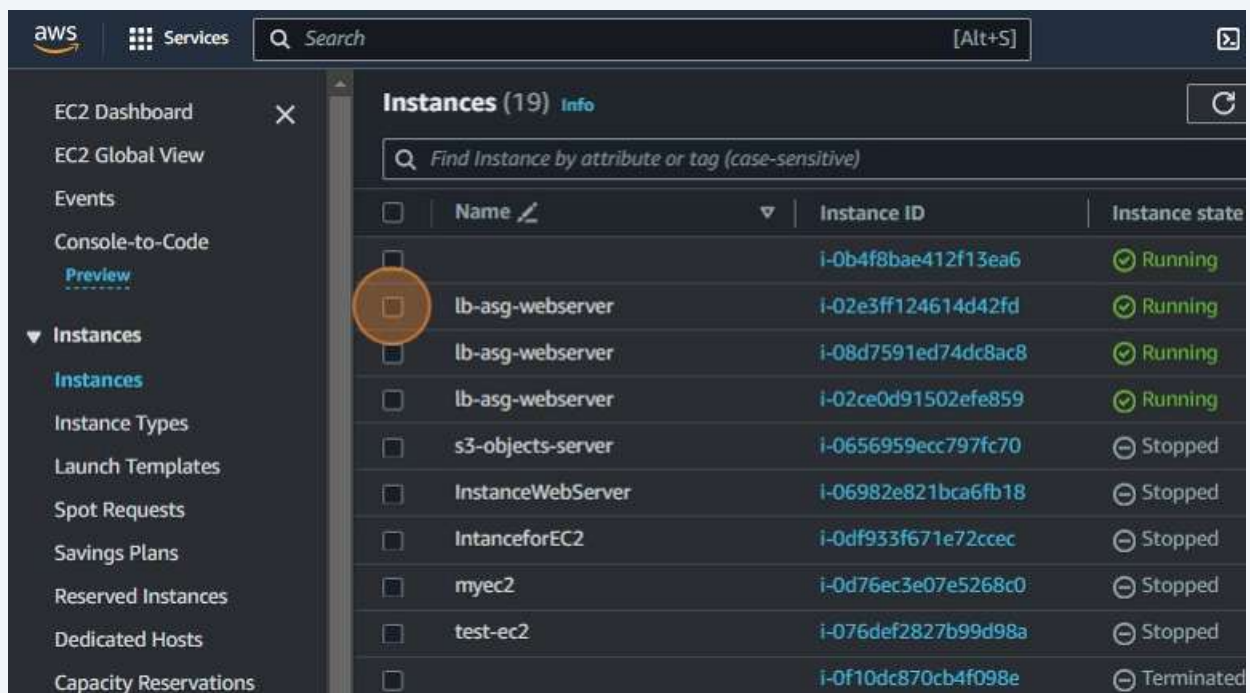 aws Services Search [Alt+S]
EC2 Dashboard
EC2 Global View
Events
Console-to-Code
Preview
Instances
Instances
Instance Types
Launch Templates
Spot Requests
Savings Plans
Reserved Instances
Dedicated Hosts
Capacity Reservations
Instances (19) Info
Find Instance by attribute or tag (case-sensitive)
Name Instance ID Instance state
i-0b4f8bae412f13ea6 Running
lb-asg-webserver i-02e3ff124614d42fd Running
lb-asg-webserver i-08d7591ed74dc8ac8 Running
lb-asg-webserver i-02ce0d91502efe859 Running
s3-objects-server i-0656959ecc797fc70 Stopped
InstanceWebServer i-06982e821bca6fb18 Stopped
IntanceforEC2 i-0df933f671e72ccec Stopped
myec2 i-0d76ec3e07e5268c0 Stopped
test-ec2 i-076def2827b99d98a Stopped
i-0f10dc870cb4f098e Terminated